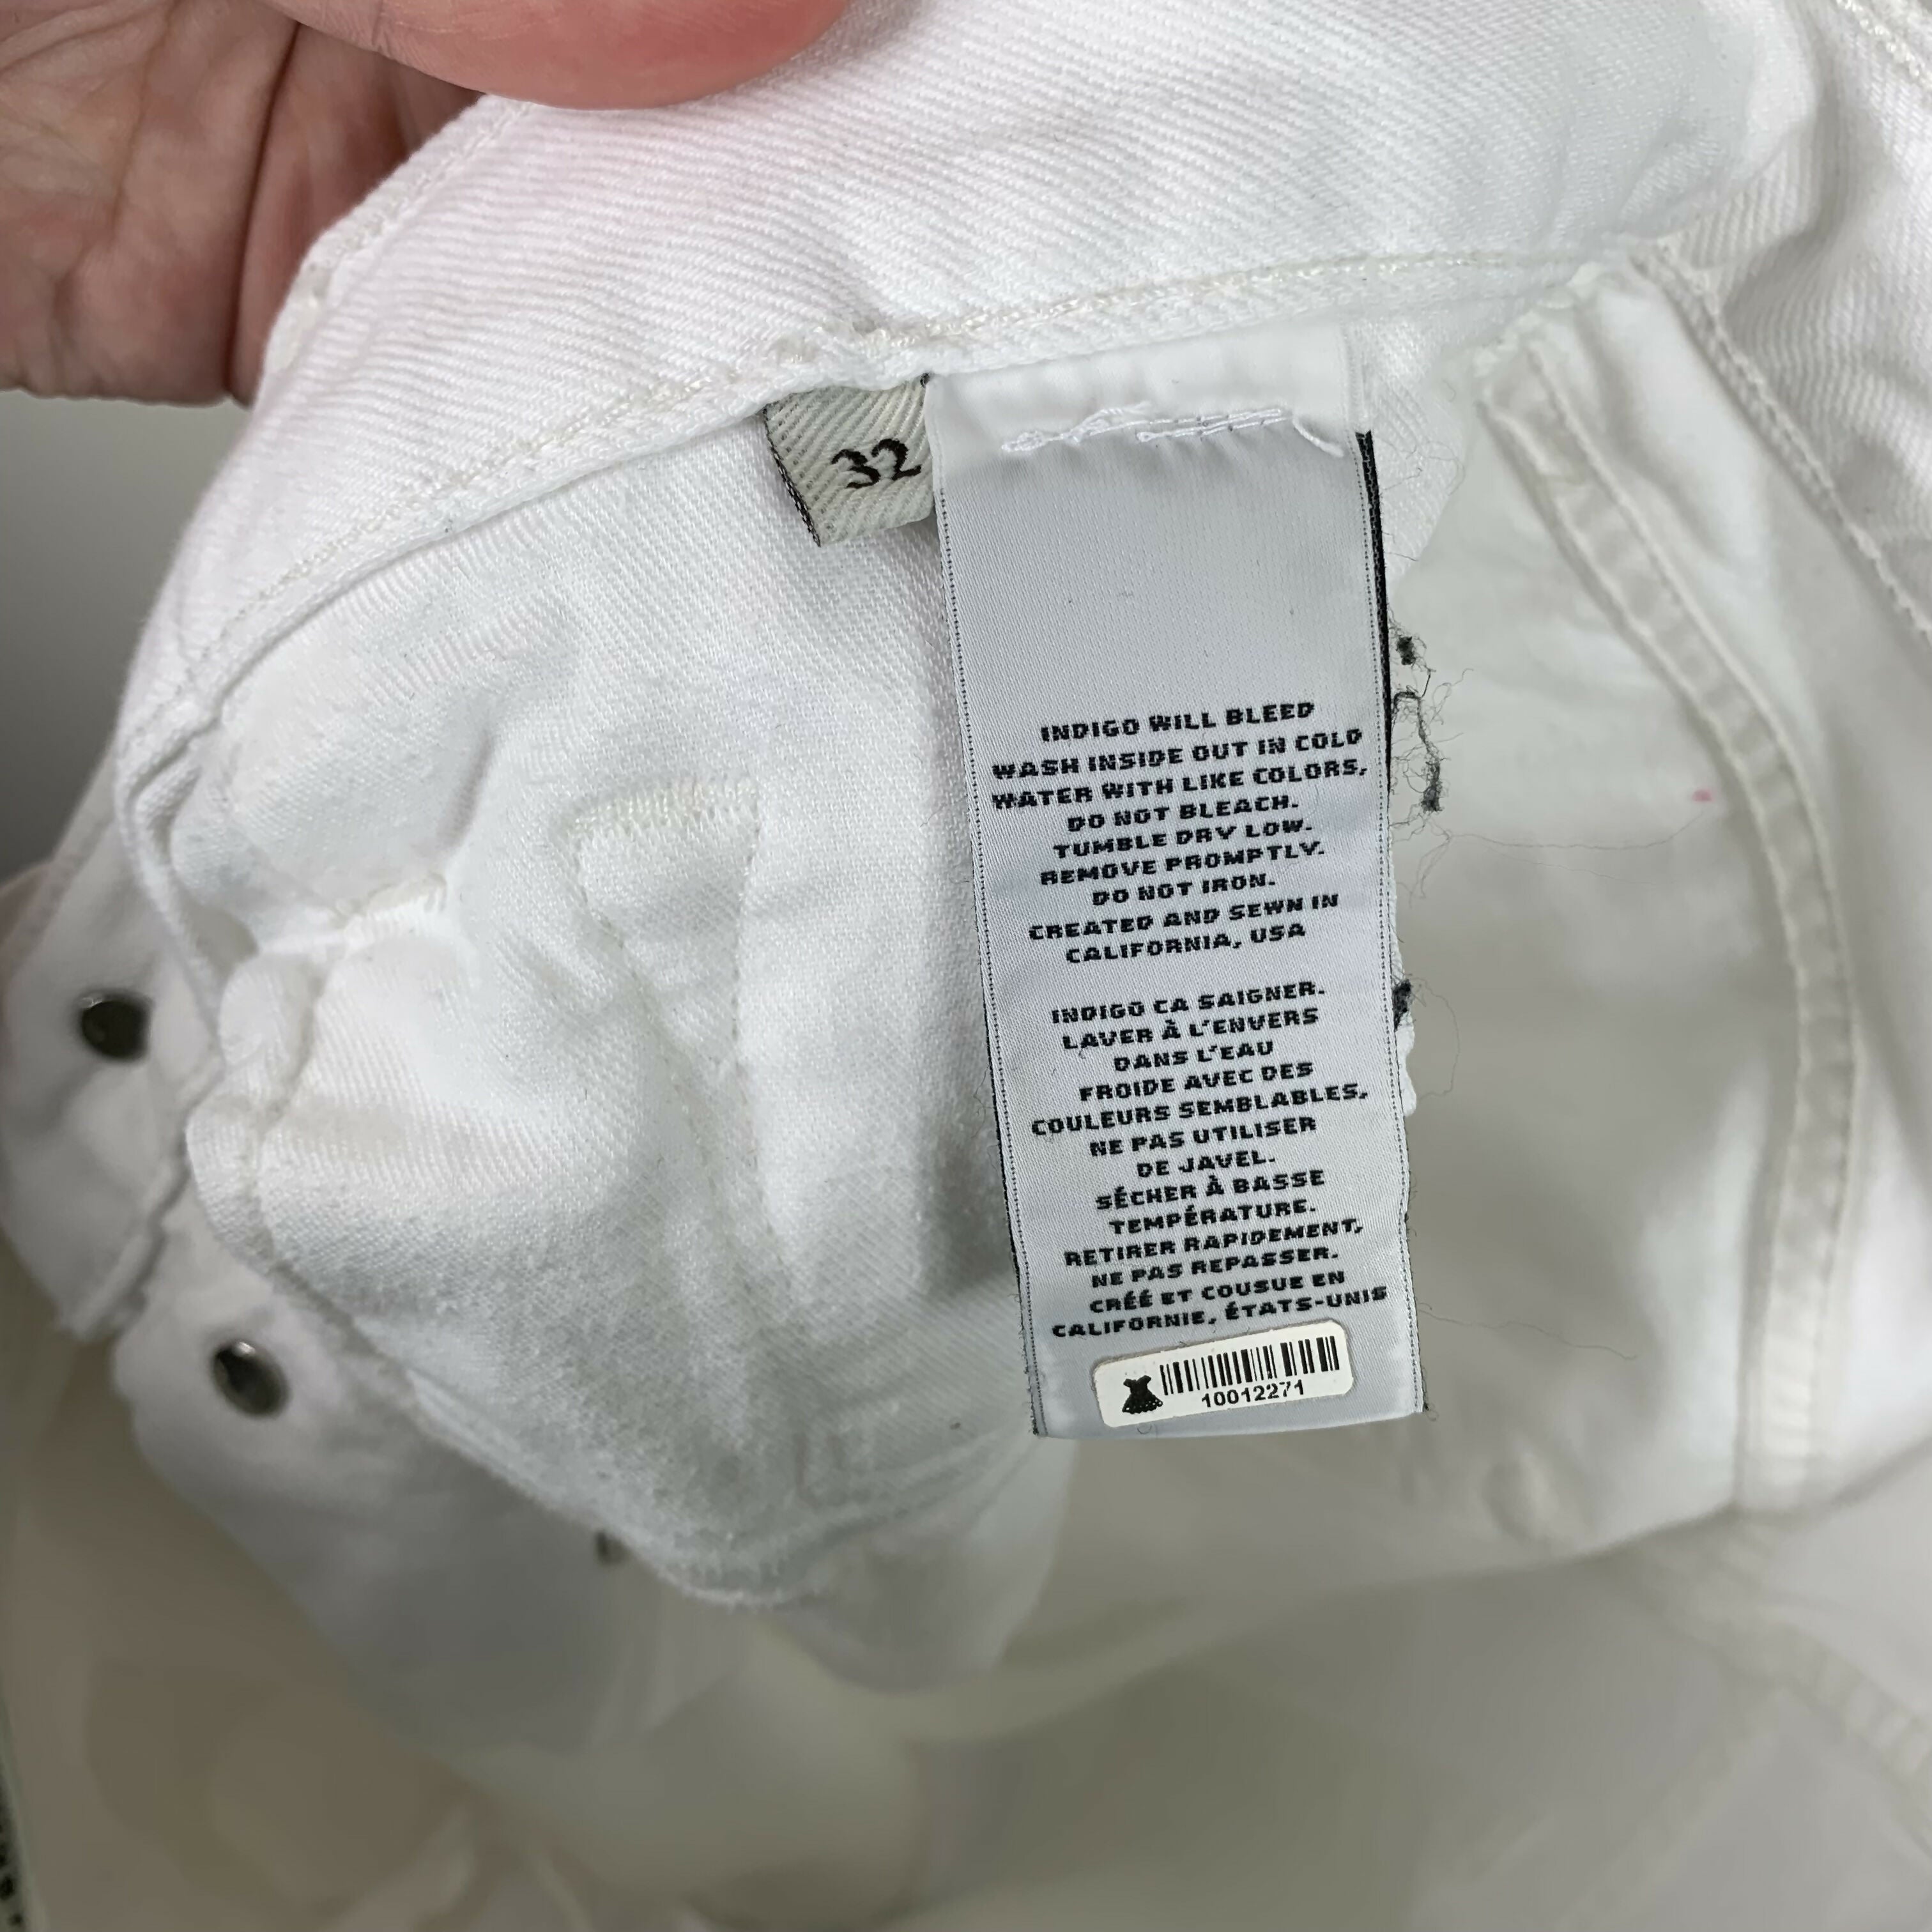 32
INDIGO WILL BLEED
WASH INSIDE OUT IN COLD
WATER WITH LIKE COLORS,
DO NOT BLEACH.
TUMBLE DRY LOW.
REMOVE PROMPTLY.
DO NOT IRON.
CREATED AND SEWN IN
CALIFORNIA, USA
INDIGO CA SAIGNER.
LAVER À L'ENVERS
DANS L'EAU
FROIDE AVEC DES
COULEURS SEMBLABLES,
NE PAS UTILISER
DE JAVEL.
SÉCHER À BASSE
TEMPÉRATURE.
RETIRER RAPIDEMENT,
NE PAS REPASSER.
CRÉÉ ET COUSUE EN
CALIFORNIE, ÉTATS-UNIS
10012271